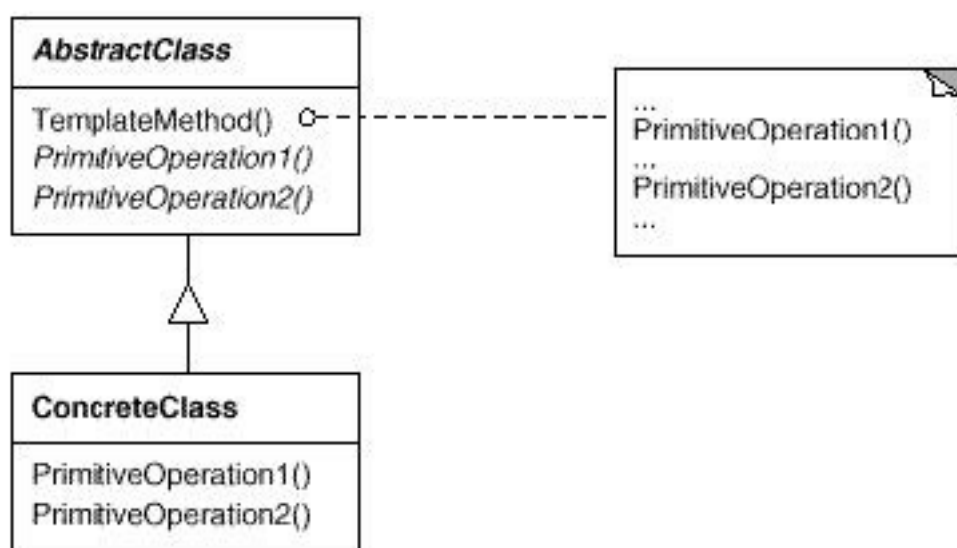 AbstractClass
TemplateMethod()
PrimitiveOperation1()
PrimitiveOperation2()
...
PrimitiveOperation1()
...
PrimitiveOperation2()
...
ConcreteClass
PrimitiveOperation1()
PrimitiveOperation2()